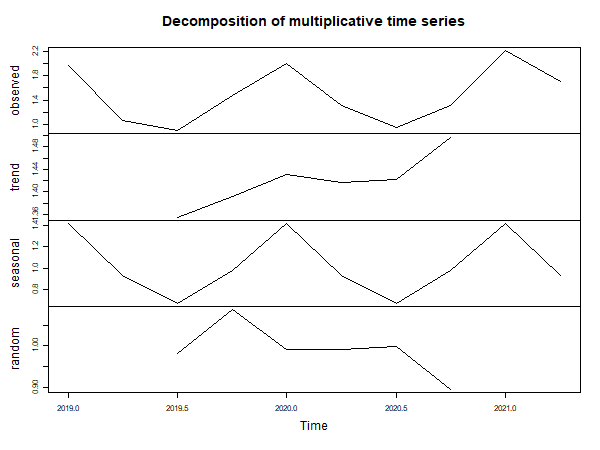 Decomposition of multiplicative time series
observed
1.0 1.4 1.8 2.2
trend
1.36 1.40 1.44 1.48
seasonal
0.8 1.0 1.2 1.4
random
0.90 1.00
2019.0 2019.5 2020.0 2020.5 2021.0
Time